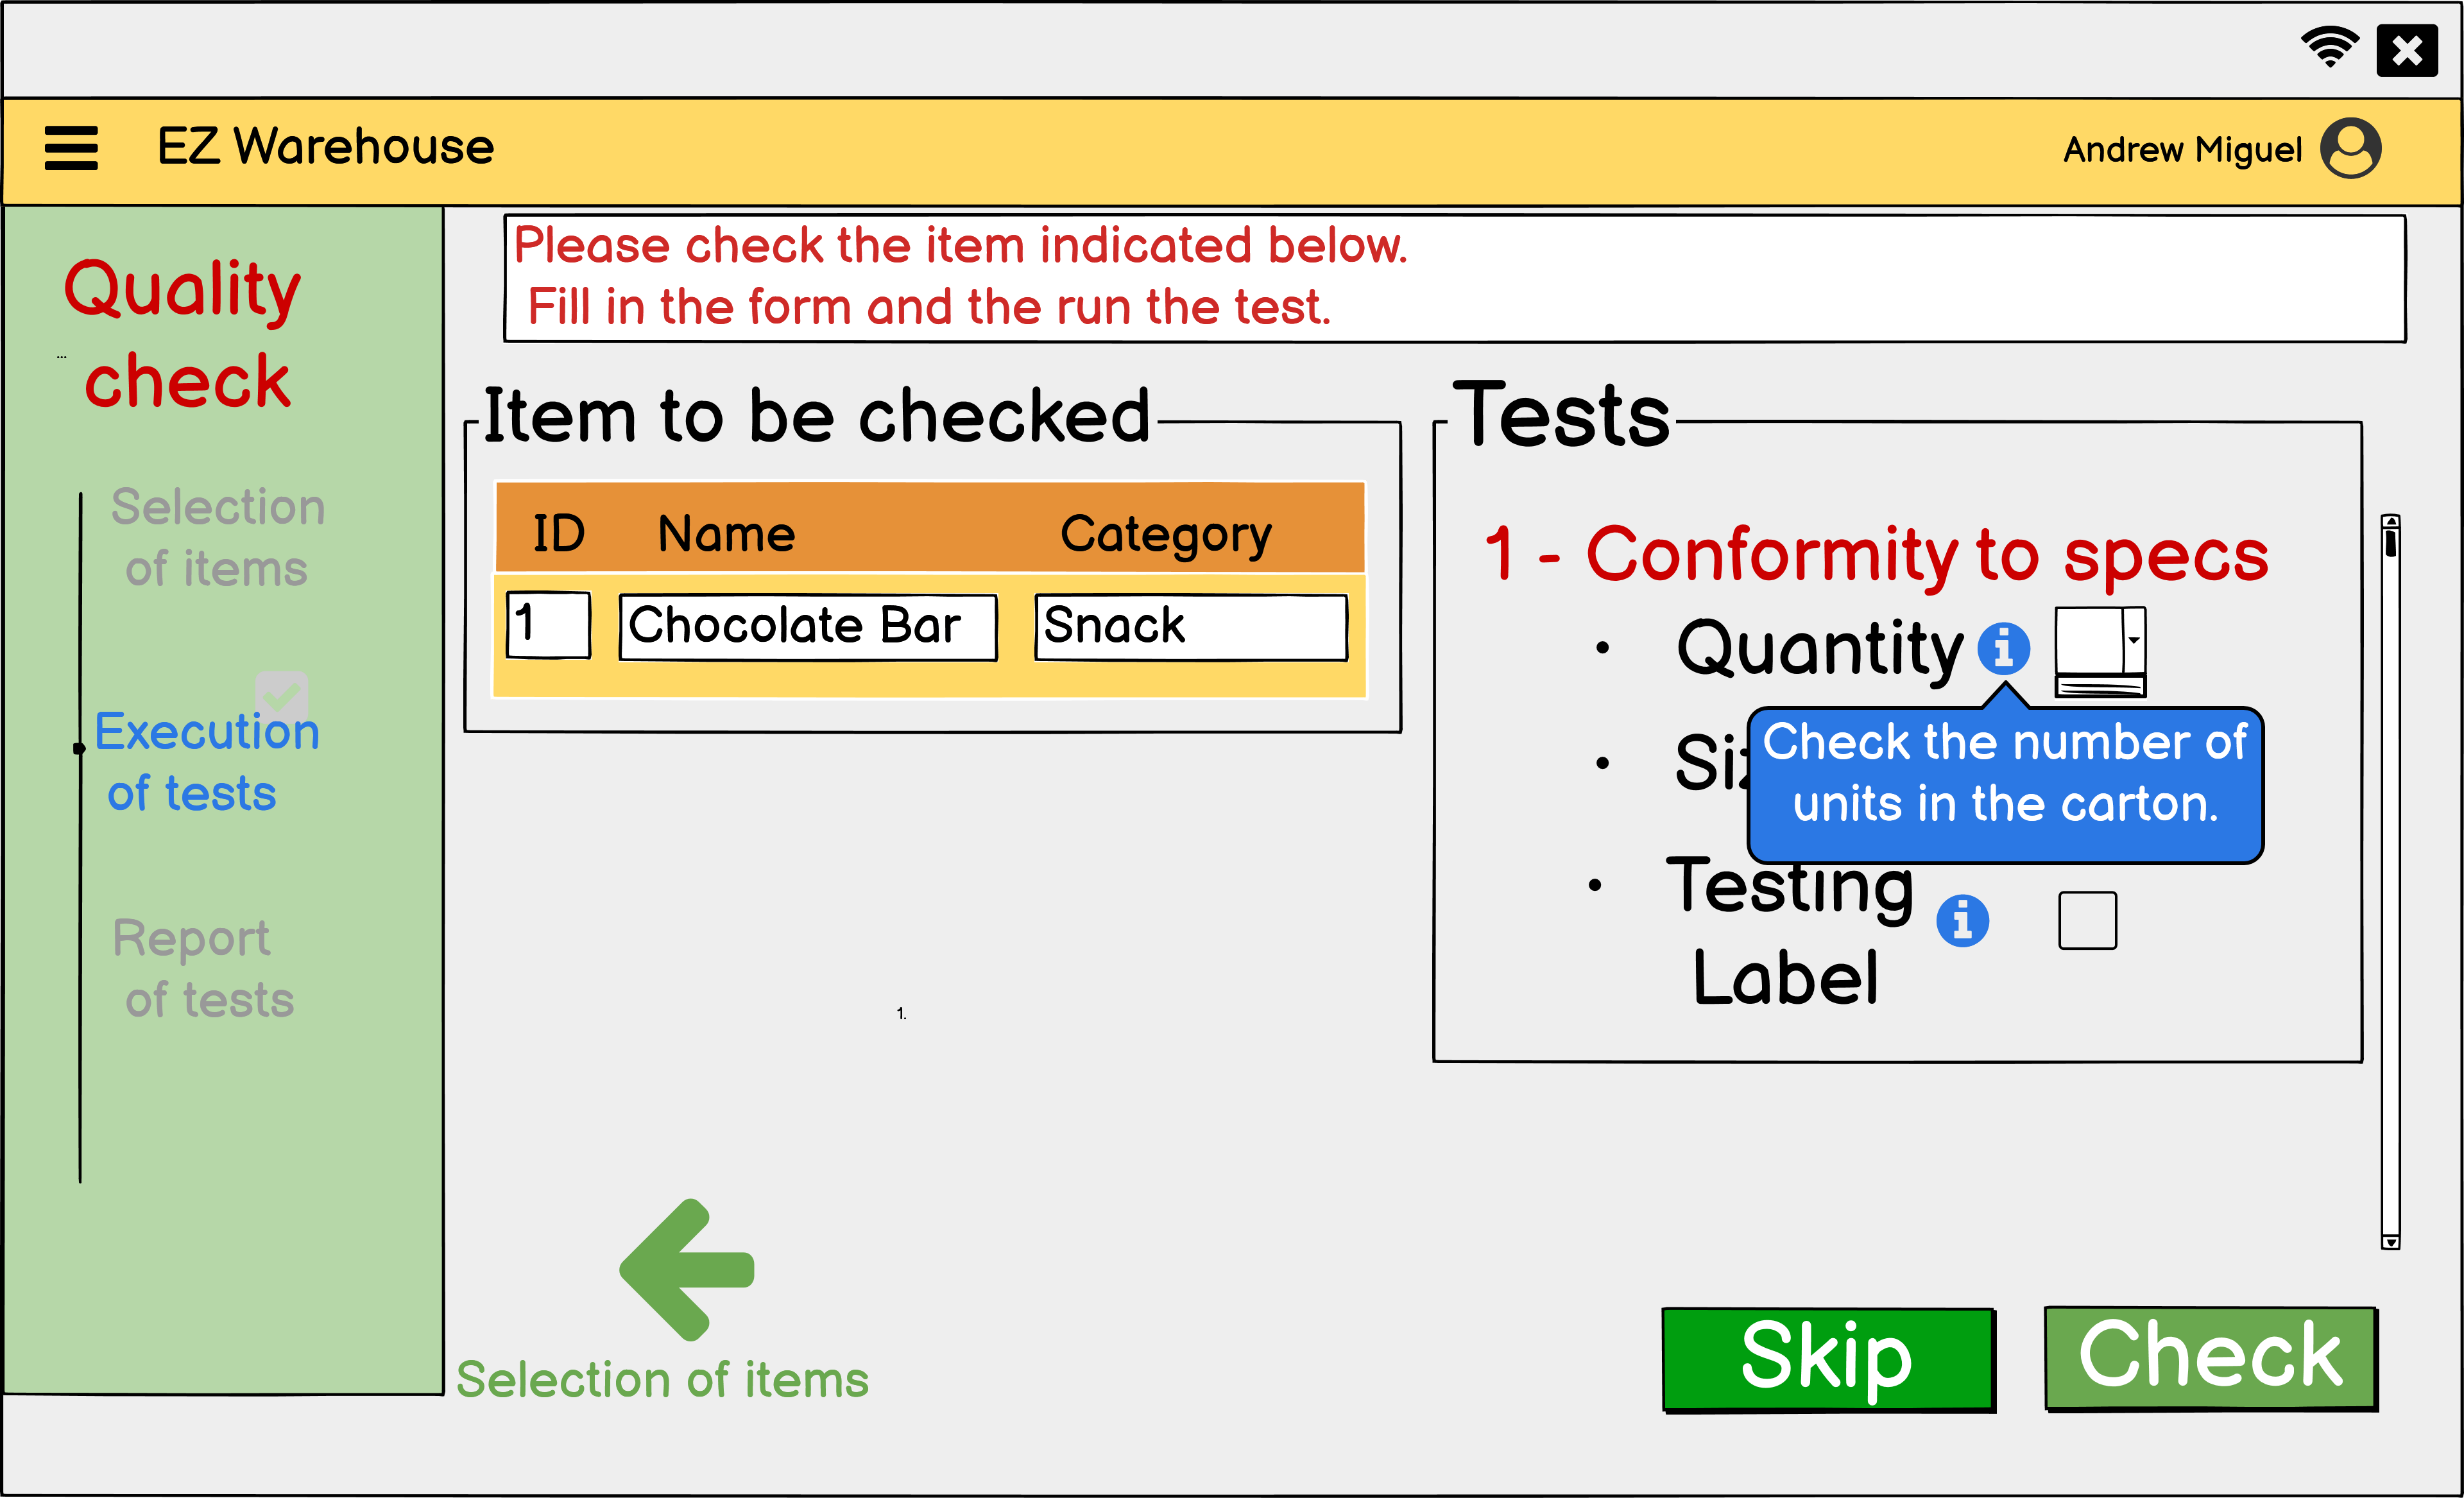 EZ Warehouse
Andrew Miguel
Quality
check
...
Selection
of items
Execution
of tests
Report
of tests
Please check the item indicated below.
Fill in the form and the run the test.
Item to be checked
ID Name Category
1 Chocolate Bar Snack
1.
Tests
1 - Conformity to specs
• Quantity
Check the number of
units in the carton.
• Testing
Label
Selection of items
Skip
Check